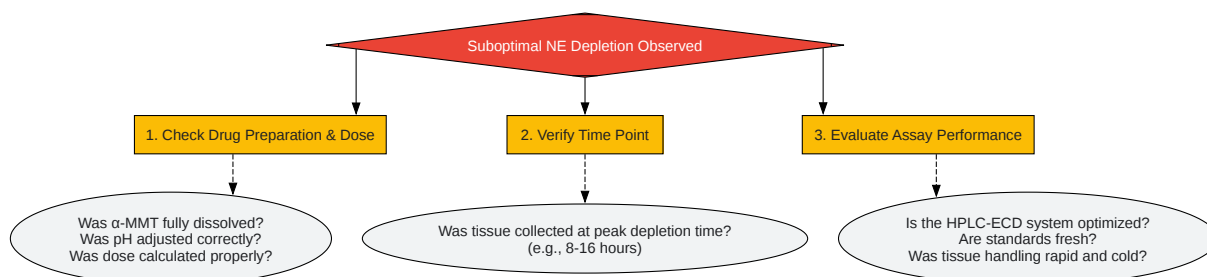 Suboptimal NE Depletion Observed
1. Check Drug Preparation & Dose
2. Verify Time Point
3. Evaluate Assay Performance
Was α-MMT fully dissolved?
Was pH adjusted correctly?
Was dose calculated properly?
Was tissue collected at peak depletion time?
(e.g., 8-16 hours)
Is the HPLC-ECD system optimized?
Are standards fresh?
Was tissue handling rapid and cold?